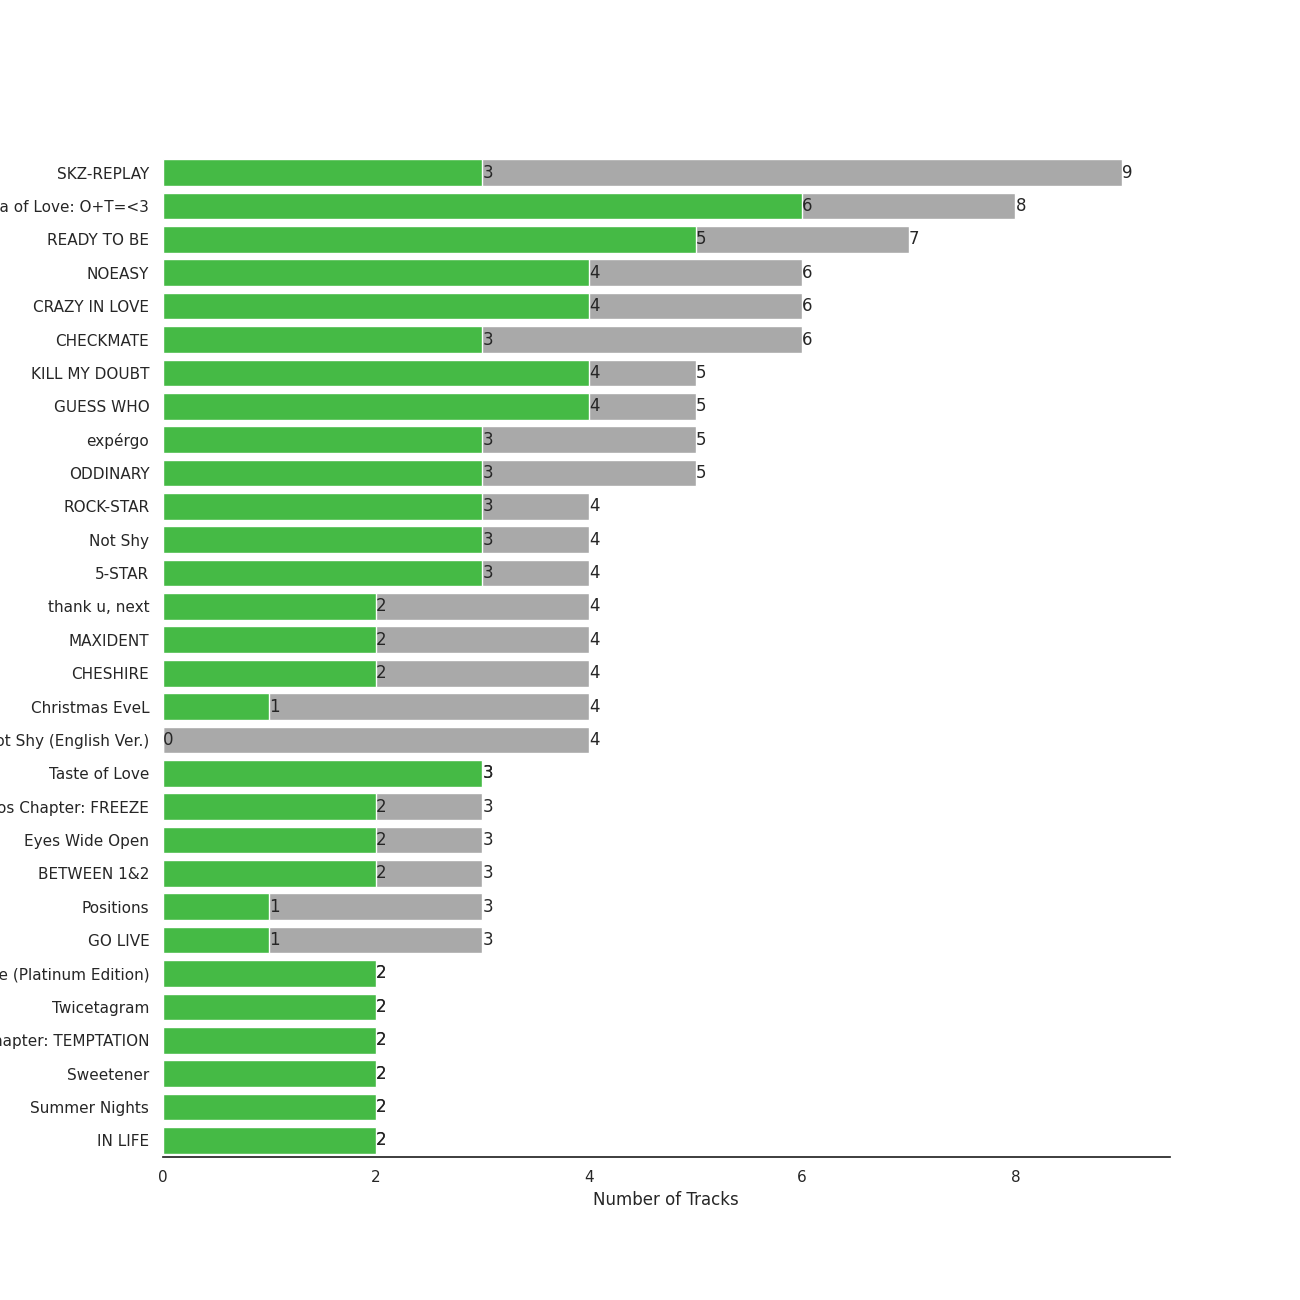 SKZ-REPLAY 3 9
a of Love: O+T=<3 6 8
READY TO BE 5 7
NOEASY 4 6
CRAZY IN LOVE 4 6
CHECKMATE 3 6
KILL MY DOUBT 4 5
GUESS WHO 4 5
expérgo 3 5
ODDINARY 3 5
ROCK-STAR 3 4
Not Shy 3 4
5-STAR 3 4
thank u, next 2 4
MAXIDENT 2 4
CHESHIRE 2 4
Christmas EveL 1 4
ot Shy (English Ver.) 0 4
Taste of Love 3
os Chapter: FREEZE 2 3
Eyes Wide Open 2 3
BETWEEN 1&2 2 3
Positions 1 3
GO LIVE 1 3
e (Platinum Edition) 2
Twicetagram 2
hapter: TEMPTATION 2
Sweetener 2
Summer Nights 2
IN LIFE 2
0 2 4 6 8
Number of Tracks